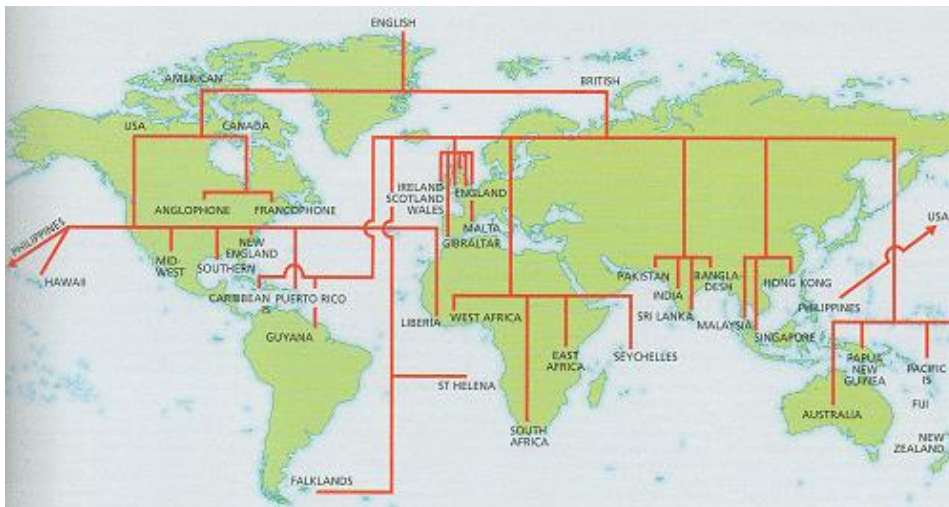 ENGLISH
AMERICAN
BRITISH
USA
CANADA
ANGLOPHONE
FRANCOPHONE
IRELAND
SCOTLAND
WALES
ENGLAND
MALTA
GIBRALTAR
PHILIPPINES
HAWAII
MID-
WEST
SOUTHERN
NEW
ENGLAND
CARIBBEAN
IS
PUERTO RICO
GUYANA
LIBERIA
WEST AFRICA
EAST
AFRICA
SEYCHELLES
SOUTH
AFRICA
ST HELENA
FALKLANDS
PAKISTAN
INDIA
BANGLA-
DESH
SRI LANKA
HONG KONG
MALAYSIA
SINGAPORE
PHILIPPINES
USA
PAPUA
NEW
GUINEA
PACIFIC
IS
FIJI
AUSTRALIA
NEW
ZEALAND